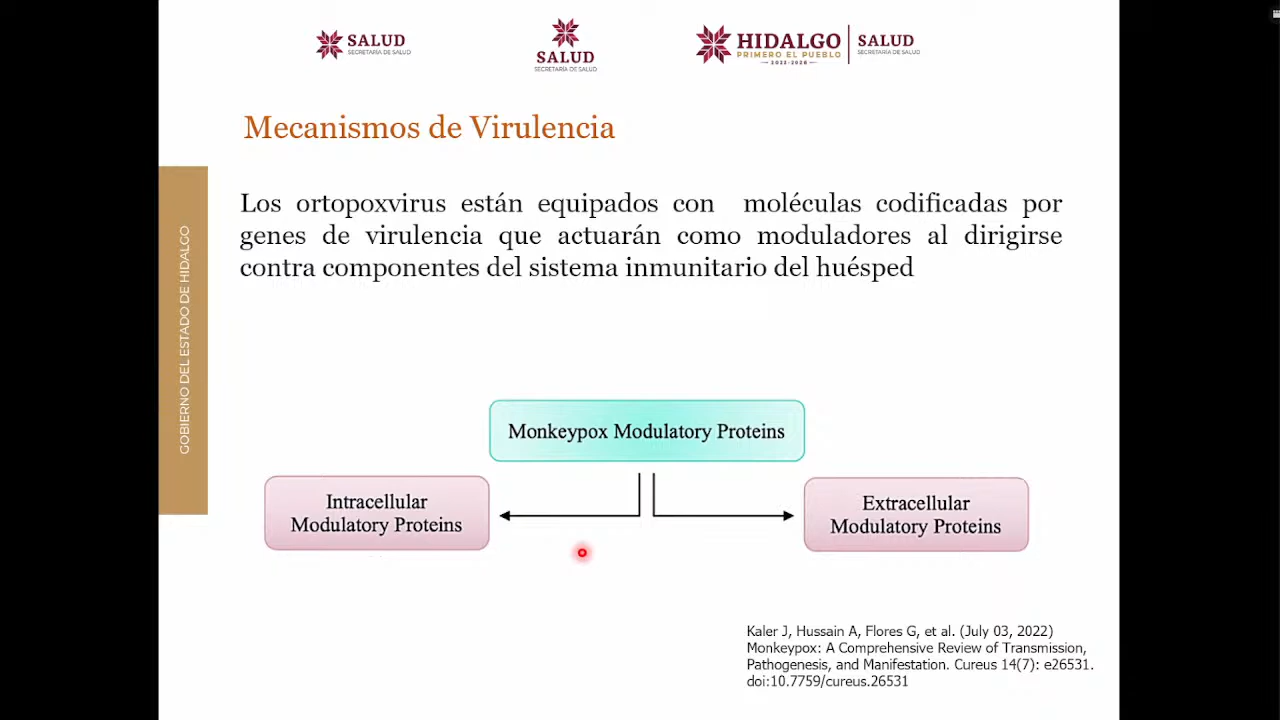 SALUD
SECRETARÍA DE SALUD
SALUD
SECRETARÍA DE SALUD
HIDALGO
PRIMERO EL PUEBLO
2022-2028
SALUD
SECRETARÍA DE SALUD
Mecanismos de Virulencia
GOBIERNO DEL ESTADO DE HIDALGO
Los ortopoxvirus están equipados con moléculas codificadas por
genes de virulencia que actuarán como moduladores al dirigirse
contra componentes del sistema inmunitario del huésped
Monkeypox Modulatory Proteins
Intracellular
Modulatory Proteins
Extracellular
Modulatory Proteins
Kaler J, Hussain A, Flores G, et al. (July 03, 2022)
Monkeypox: A Comprehensive Review of Transmission,
Pathogenesis, and Manifestation. Cureus 14(7): e26531.
doi:10.7759/cureus.26531